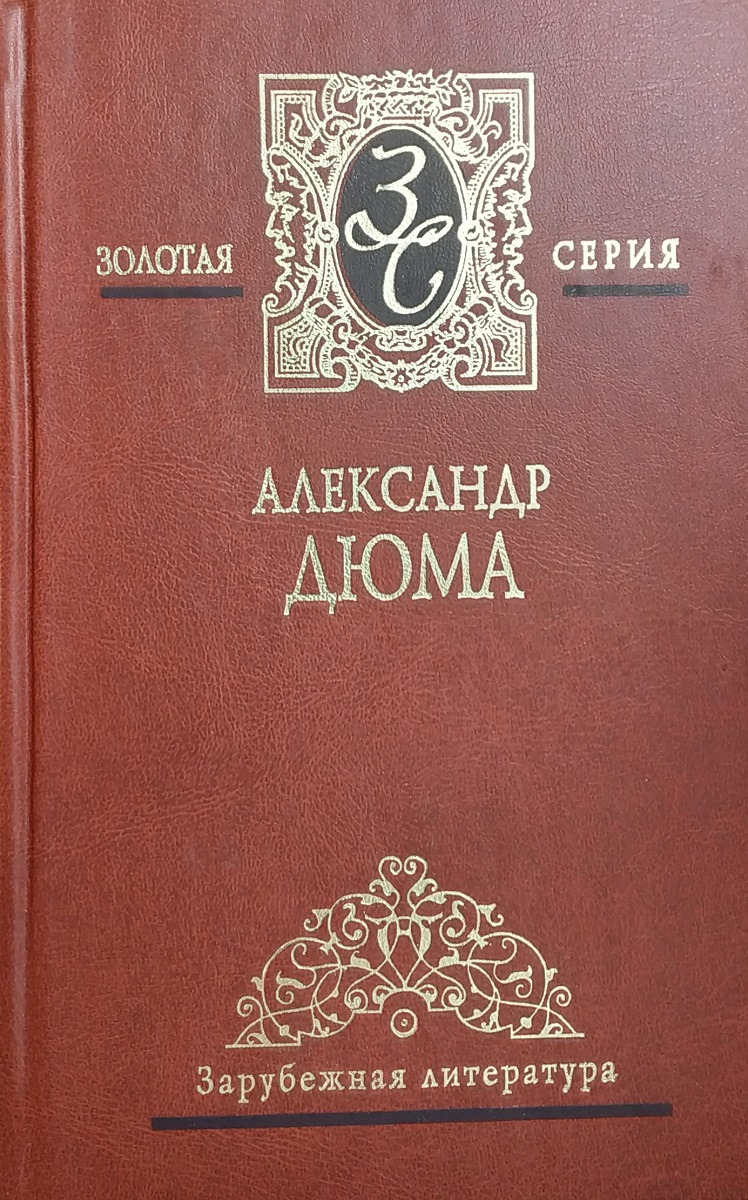 ЗС
ЗОЛОТАЯ СЕРИЯ
АЛЕКСАНДР
ДЮМА
Зарубежная литература